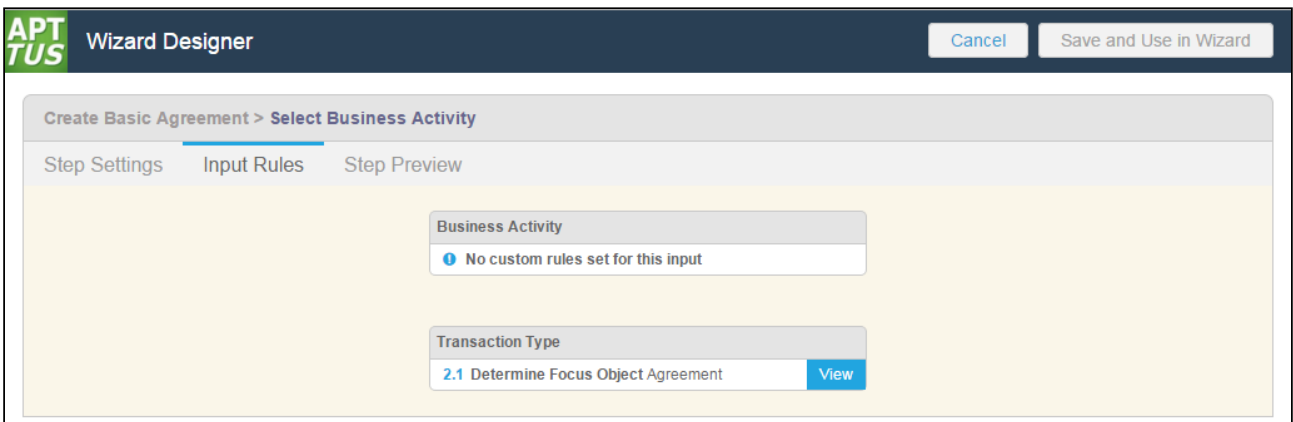 APT
TUS
Wizard Designer
Cancel
Save and Use in Wizard
Create Basic Agreement > Select Business Activity
Step Settings
Input Rules
Step Preview
Business Activity
No custom rules set for this input
Transaction Type
2.1 Determine Focus Object Agreement
View